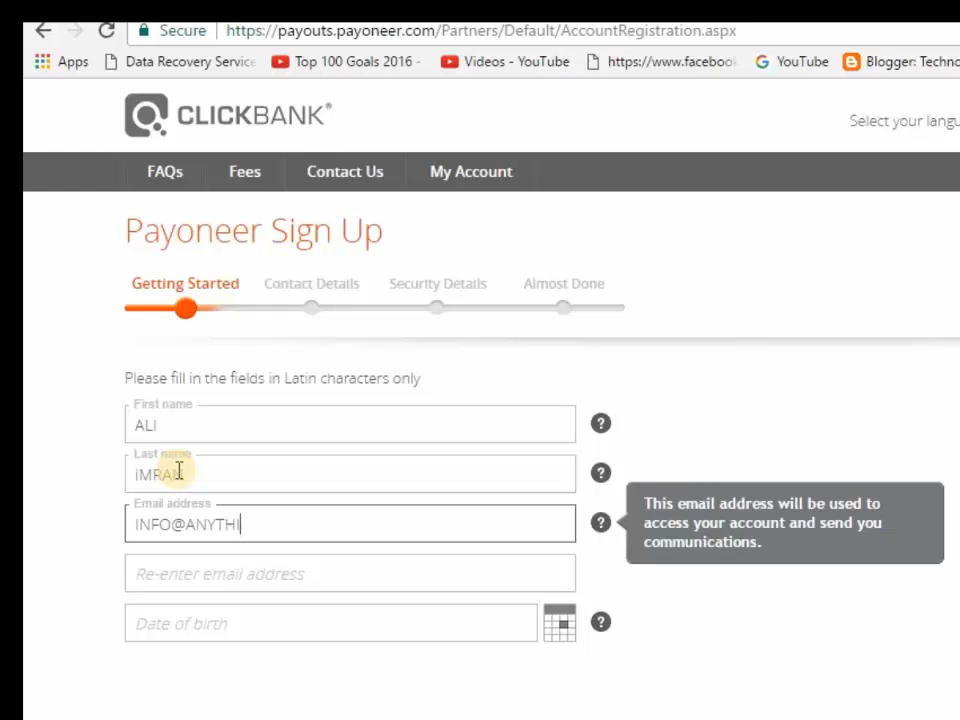 Secure https://payouts.payoneer.com/Partners/Default/AccountRegistration.aspx
Apps Data Recovery Service Top 100 Goals 2016 - Videos - YouTube https://www.facebook YouTube Blogger: Techno
CLICKBANK®
Select your langu
FAQs Fees Contact Us My Account
Payoneer Sign Up
Getting Started Contact Details Security Details Almost Done
Please fill in the fields in Latin characters only
First name
ALI
Last name
iMRAN
Email address
INFO@ANYTHI
This email address will be used to
access your account and send you
communications.
Re-enter email address
Date of birth